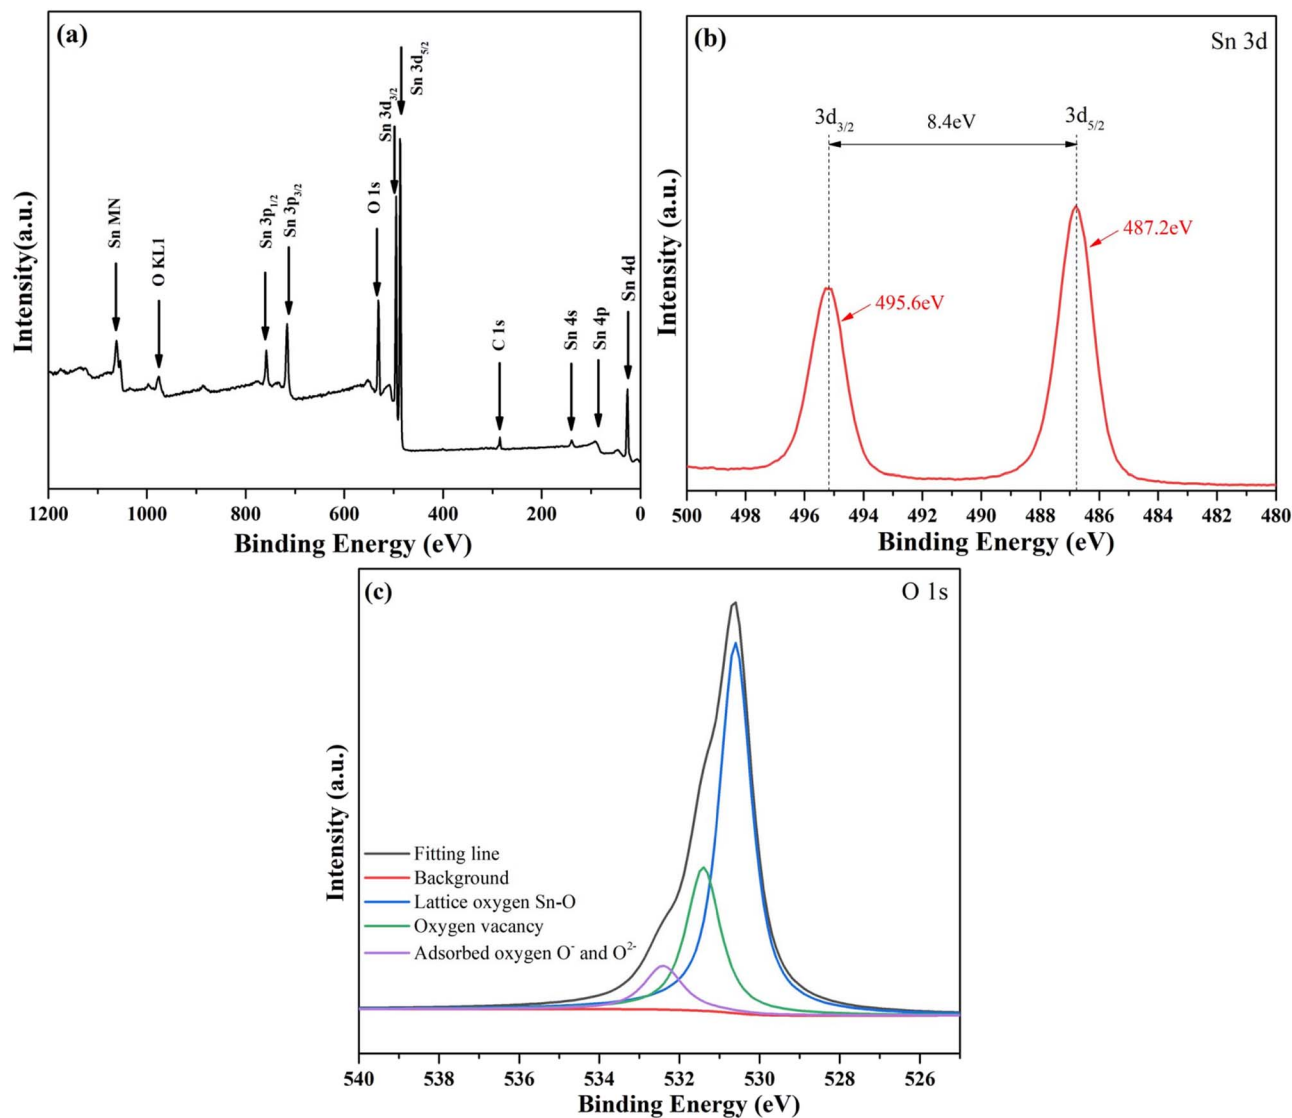 (a)
Sn MN
O KL1
Sn 3p1/2
Sn 3p3/2
O 1s
Sn 3d3/2
Sn 3d5/2
C 1s
Sn 4s
Sn 4p
Sn 4d
Intensity(a.u.)
1200 1000 800 600 400 200 0
Binding Energy (eV)
(b)
Sn 3d
3d3/2
8.4eV
3d5/2
487.2eV
495.6eV
Intensity (a.u.)
500 498 496 494 492 490 488 486 484 482 480
Binding Energy (eV)
(c)
O 1s
Intensity (a.u.)
Fitting line
Background
Lattice oxygen Sn-O
Oxygen vacancy
Adsorbed oxygen O- and O2-
540 538 536 534 532 530 528 526
Binding Energy (eV)